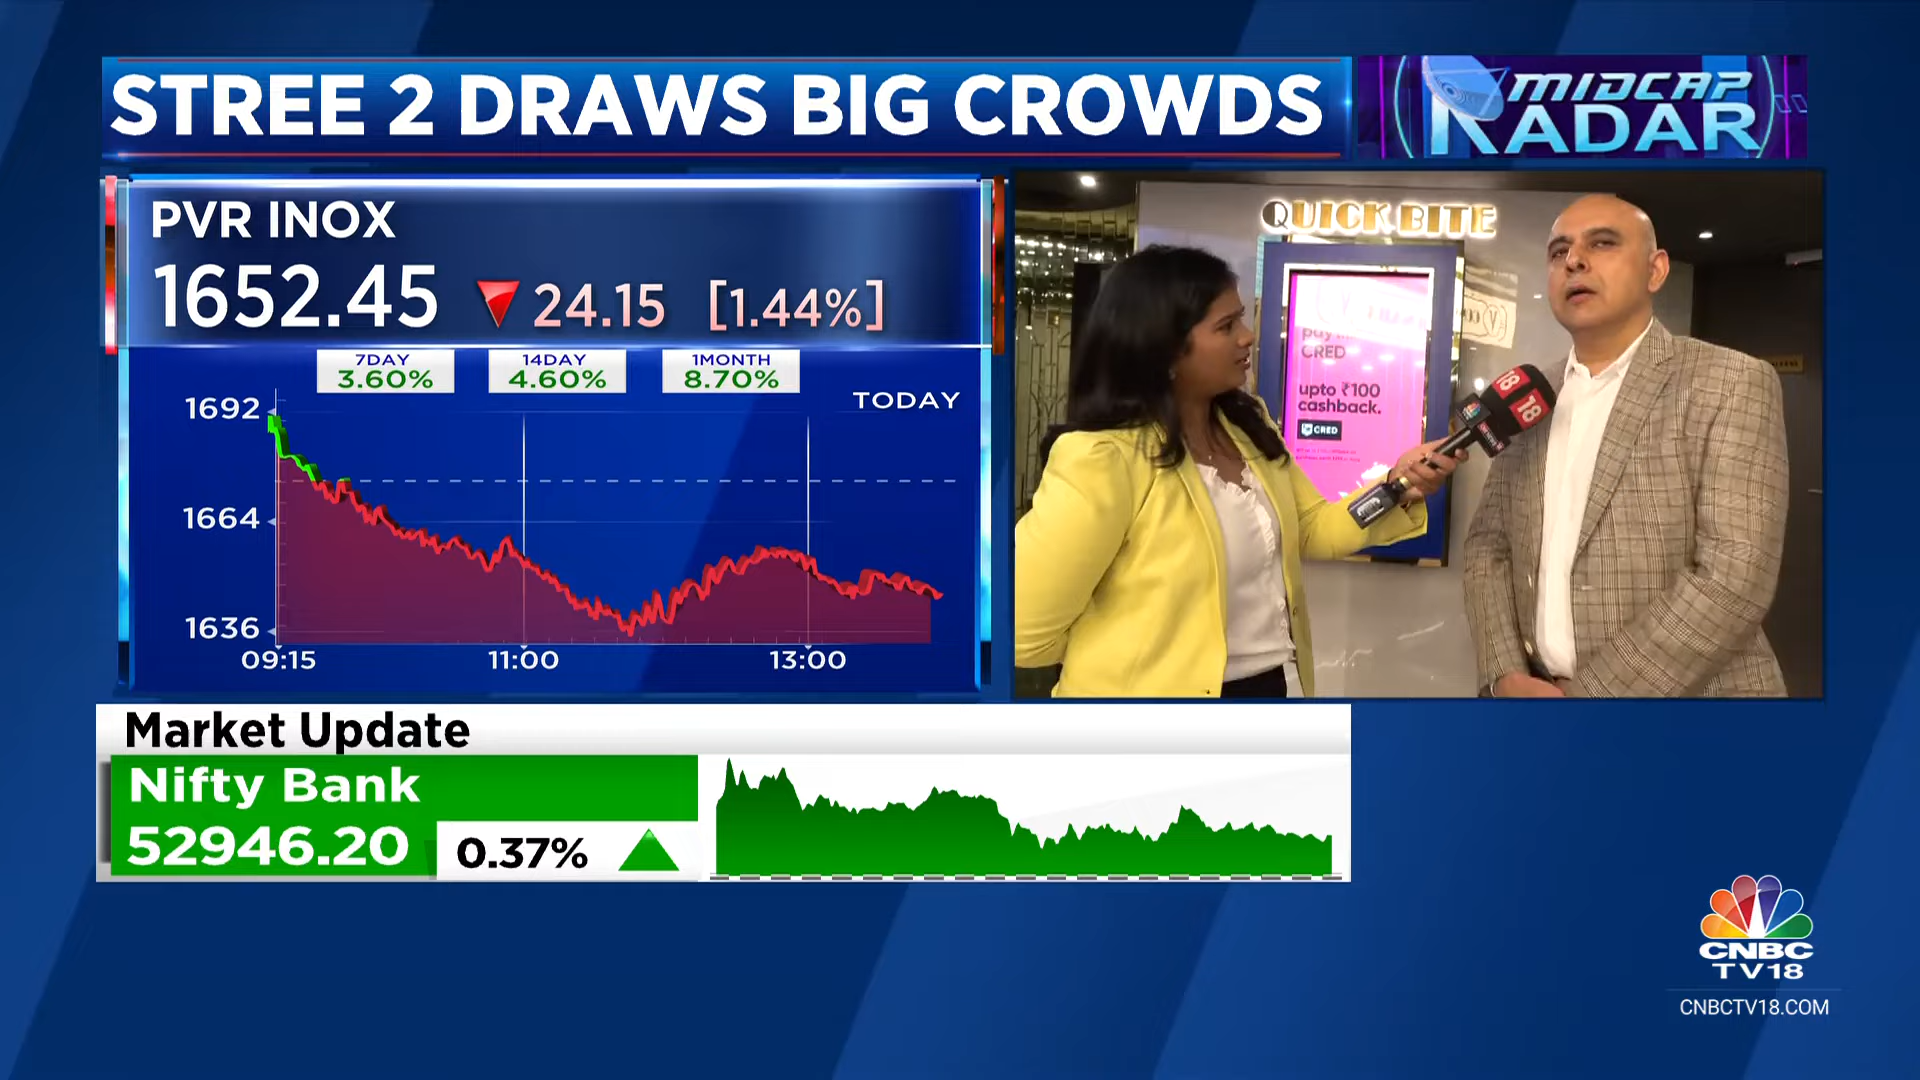 STREE 2 DRAWS BIG CROWDS
MIDCAP
RADAR
PVR INOX
1652.45 24.15 [1.44%]
7DAY
3.60%
14DAY
4.60%
1MONTH
8.70%
TODAY
1692
1664
1636
09:15 11:00 13:00
QUICK BITE
CRED
upto ₹100
cashback.
CRED
18 18
Market Update
Nifty Bank
52946.20 0.37%
CNBC
TV18
CNBCTV18.COM